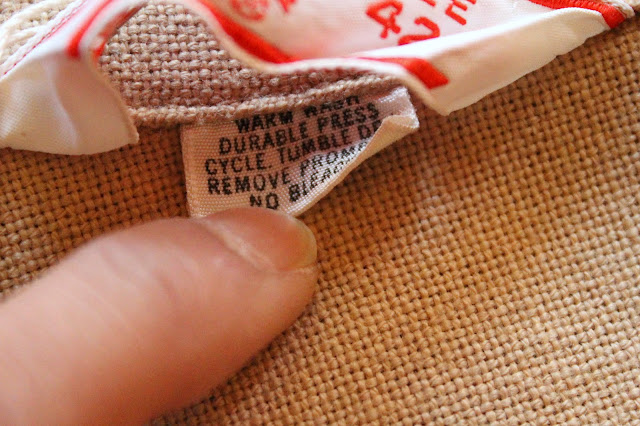 42
WARM WASH
DURABLE PRESS
CYCLE, TUMBLE
REMOVE
NO